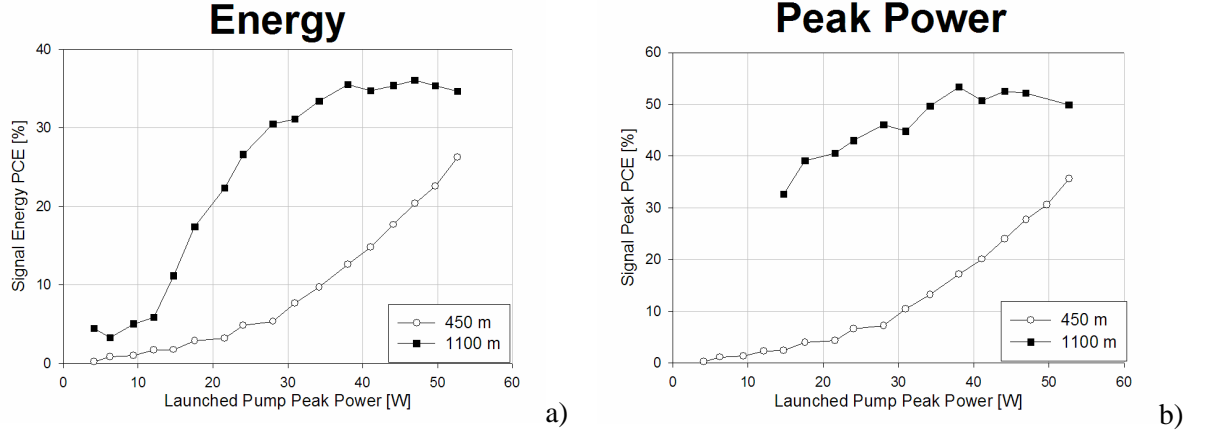 Energy
Signal Energy PCE [%]
40
30
20
10
0
0 10 20 30 40 50 60
Launched Pump Peak Power [W]
450 m
1100 m
a)
Peak Power
Signal Peak PCE [%]
60
50
40
30
20
10
0
0 10 20 30 40 50 60
Launched Pump Peak Power [W]
450 m
1100 m
b)